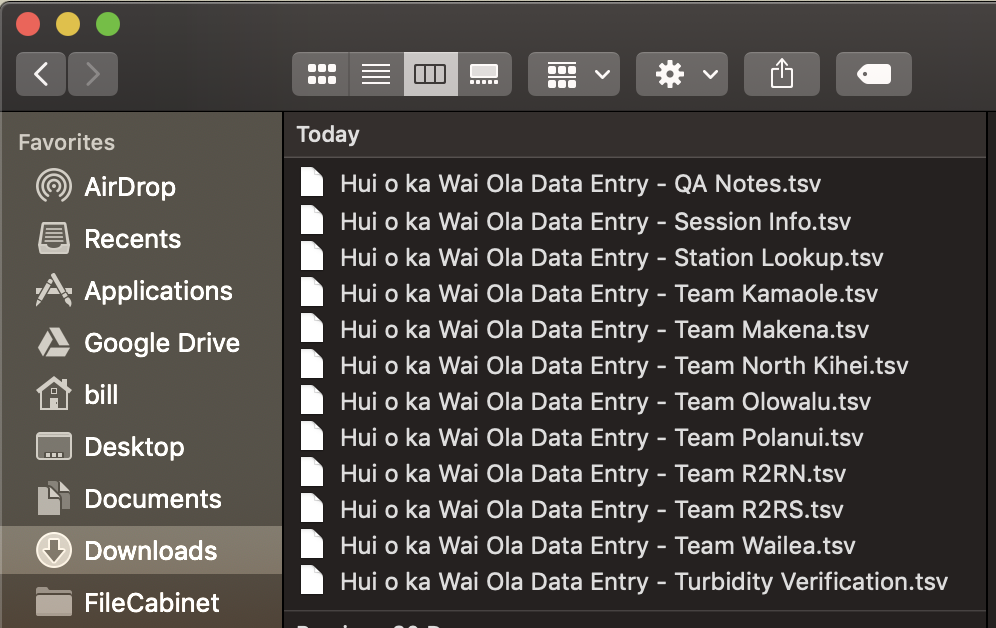 Favorites
AirDrop
Recents
Applications
Google Drive
bill
Desktop
Documents
Downloads
FileCabinet
Today
Hui o ka Wai Ola Data Entry - QA Notes.tsv
Hui o ka Wai Ola Data Entry - Session Info.tsv
Hui o ka Wai Ola Data Entry - Station Lookup.tsv
Hui o ka Wai Ola Data Entry - Team Kamaole.tsv
Hui o ka Wai Ola Data Entry - Team Makena.tsv
Hui o ka Wai Ola Data Entry - Team North Kihei.tsv
Hui o ka Wai Ola Data Entry - Team Olowalu.tsv
Hui o ka Wai Ola Data Entry - Team Polanui.tsv
Hui o ka Wai Ola Data Entry - Team R2RN.tsv
Hui o ka Wai Ola Data Entry - Team R2RS.tsv
Hui o ka Wai Ola Data Entry - Team Wailea.tsv
Hui o ka Wai Ola Data Entry - Turbidity Verification.tsv